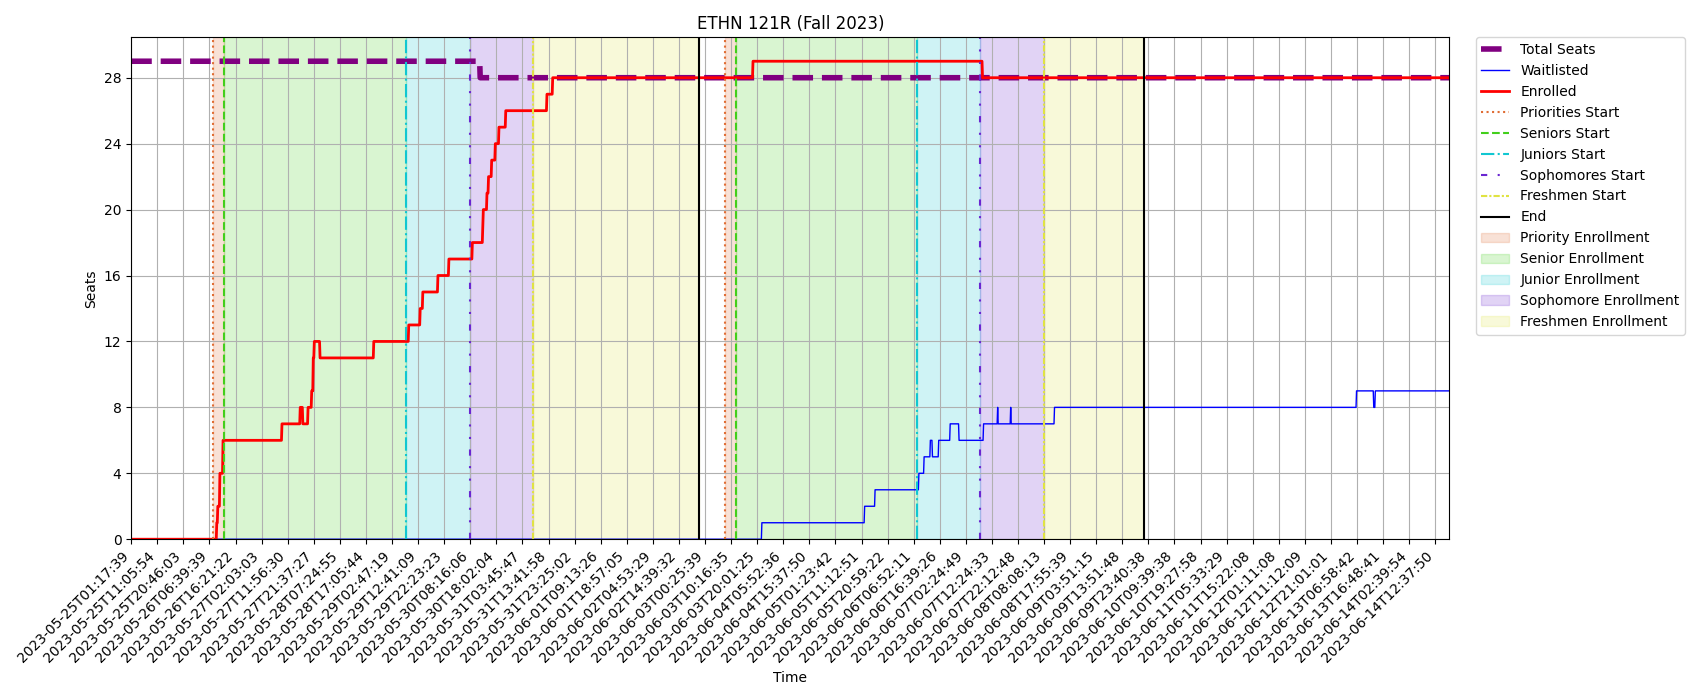 ETHN 121R (Fall 2023)
Seats
28
24
20
16
12
8
4
0
2023-05-25T01:17:39
2023-05-25T11:05:54
2023-05-25T20:46:03
2023-05-26T06:39:39
2023-05-26T16:21:22
2023-05-27T02:03:03
2023-05-27T11:56:30
2023-05-27T21:37:27
2023-05-28T07:24:55
2023-05-28T17:05:44
2023-05-29T02:47:19
2023-05-29T12:41:09
2023-05-29T22:23:23
2023-05-30T08:16:06
2023-05-30T18:02:04
2023-05-31T03:45:47
2023-05-31T13:41:58
2023-05-31T23:25:02
2023-06-01T09:13:26
2023-06-01T18:57:05
2023-06-02T04:53:29
2023-06-02T14:39:32
2023-06-03T00:25:39
2023-06-03T10:16:35
2023-06-03T20:01:25
2023-06-04T05:52:36
2023-06-04T15:37:50
2023-06-05T01:23:42
2023-06-05T11:12:51
2023-06-05T20:59:22
2023-06-06T06:52:11
2023-06-06T16:39:26
2023-06-07T02:24:49
2023-06-07T12:24:33
2023-06-07T22:12:48
2023-06-08T08:08:13
2023-06-08T17:55:39
2023-06-09T03:51:15
2023-06-09T13:51:48
2023-06-09T23:40:38
2023-06-10T09:39:38
2023-06-10T19:27:58
2023-06-11T05:33:29
2023-06-11T15:22:08
2023-06-12T01:11:08
2023-06-12T11:12:09
2023-06-12T21:01:01
2023-06-13T06:58:42
2023-06-13T16:48:41
2023-06-14T02:39:54
2023-06-14T12:37:50
Time
Total Seats
Waitlisted
Enrolled
Priorities Start
Seniors Start
Juniors Start
Sophomores Start
Freshmen Start
End
Priority Enrollment
Senior Enrollment
Junior Enrollment
Sophomore Enrollment
Freshmen Enrollment